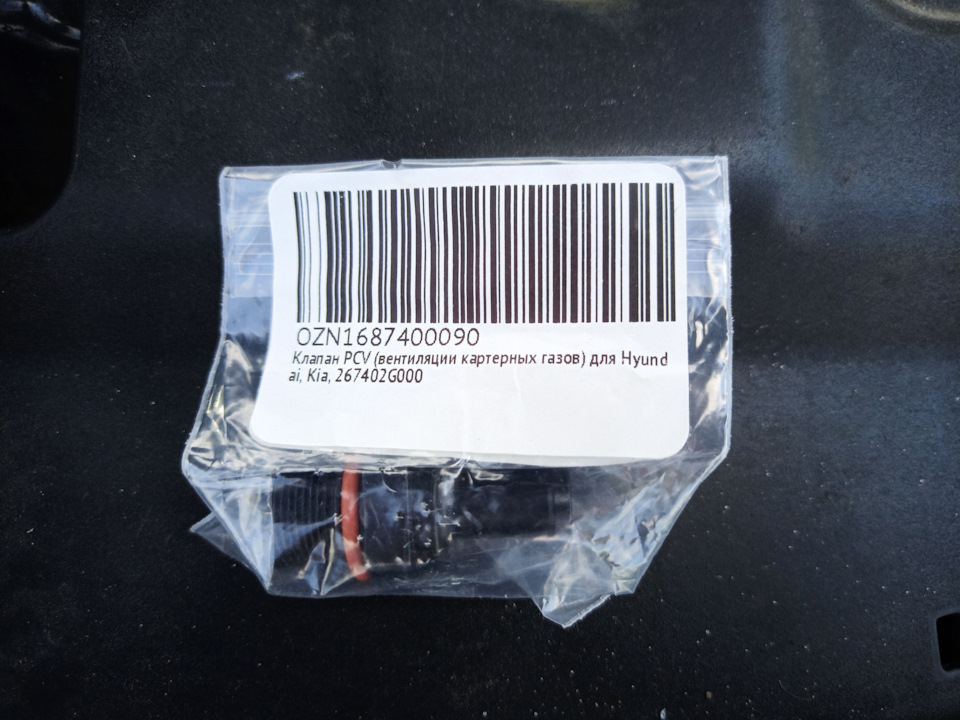 OZN1687400090
Клапан PCV (вентиляции картерных газов) для Hyund
ai, Kia, 267402G000